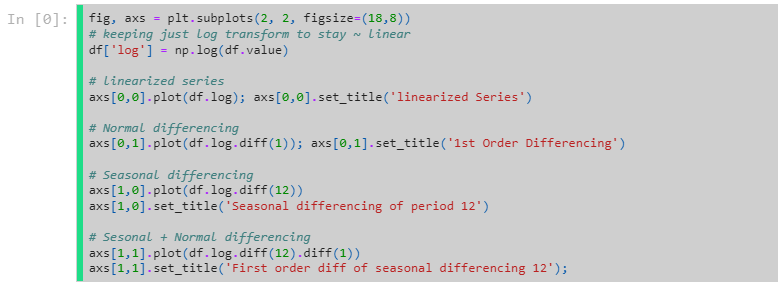 In [0]:
fig, axs = plt.subplots(2, 2, figsize=(18,8))
# keeping just log transform to stay ~ linear
df['log'] = np.log(df.value)
# linearized series
axs[0,0].plot(df.log); axs[0,0].set_title('linearized Series')
# Normal differencing
axs[0,1].plot(df.log.diff(1)); axs[0,1].set_title('1st Order Differencing')
# Seasonal differencing
axs[1,0].plot(df.log.diff(12))
axs[1,0].set_title('Seasonal differencing of period 12')
# Sesonal + Normal differencing
axs[1,1].plot(df.log.diff(12).diff(1))
axs[1,1].set_title('First order diff of seasonal differencing 12');